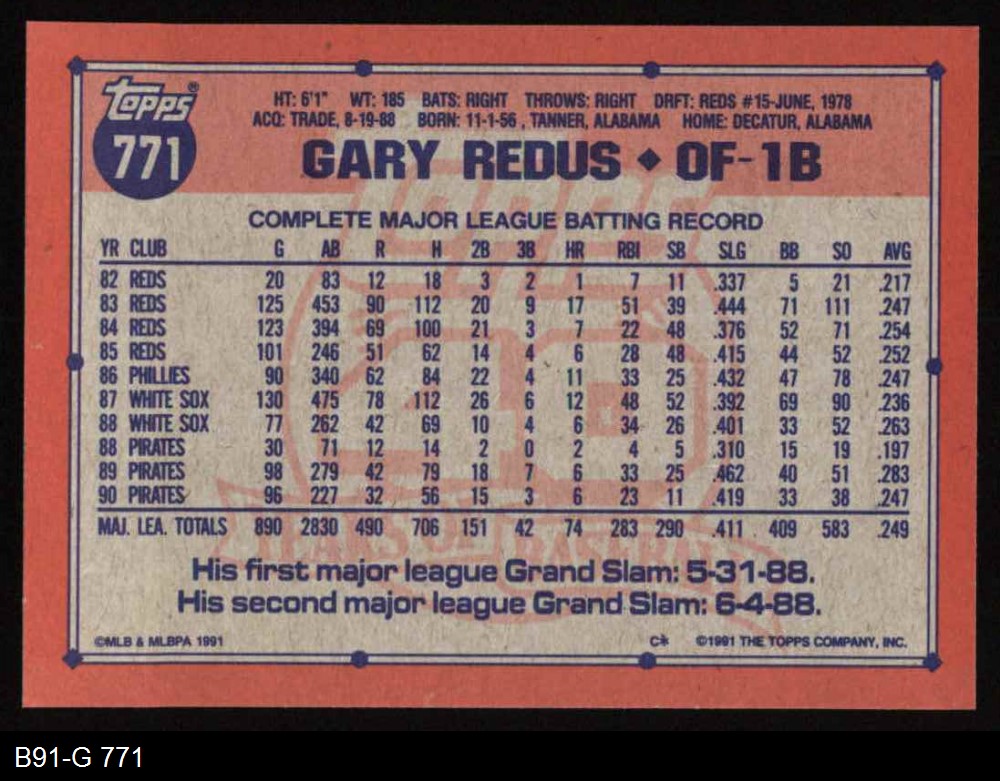 Topps®
771
HT: 6'1" WT: 185 BATS: RIGHT THROWS: RIGHT DRFT: REDS #15-JUNE, 1978
ACQ: TRADE, 8-19-88 BORN: 11-1-56, TANNER, ALABAMA HOME: DECATUR, ALABAMA
GARY REDUS ◆ OF-1B
COMPLETE MAJOR LEAGUE BATTING RECORD
YR CLUB G AB R H 2B 3B HR RBI SB SLG BB SO AVG
82 REDS 20 83 12 18 3 2 1 7 11 .337 5 21 .217
83 REDS 125 453 90 112 20 9 17 51 39 .444 71 111 .247
84 REDS 123 394 69 100 21 3 7 22 48 .376 52 71 .254
85 REDS 101 246 51 62 14 4 6 28 48 .415 44 52 .252
86 PHILLIES 90 340 62 84 22 4 11 33 25 .432 47 78 .247
87 WHITE SOX 130 475 78 112 26 6 12 48 52 .392 69 90 .236
88 WHITE SOX 77 262 42 69 10 4 6 34 26 .401 33 52 .263
88 PIRATES 30 71 12 14 2 0 2 4 5 .310 15 19 .197
89 PIRATES 98 279 42 79 18 7 6 33 25 .462 40 51 .283
90 PIRATES 96 227 32 56 15 3 6 23 11 .419 33 38 .247
MAJ. LEA. TOTALS 890 2830 490 706 151 42 74 283 290 .411 409 583 .249
Topps
40
YEARS OF BASEBALL
His first major league Grand Slam: 5-31-88.
His second major league Grand Slam: 6-4-88.
©MLB & MLBPA 1991 C* ©1991 THE TOPPS COMPANY, INC.
B91-G 771